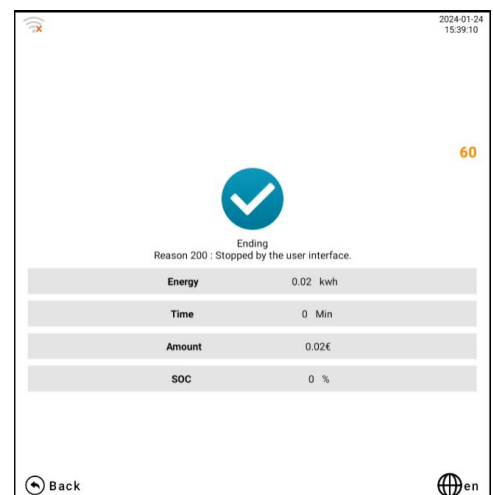 2024-01-24
15:39:10
60
Ending
Reason 200 : Stopped by the user interface.
Energy 0.02 kwh
Time 0 Min
Amount 0.02€
SOC 0 %
Back en